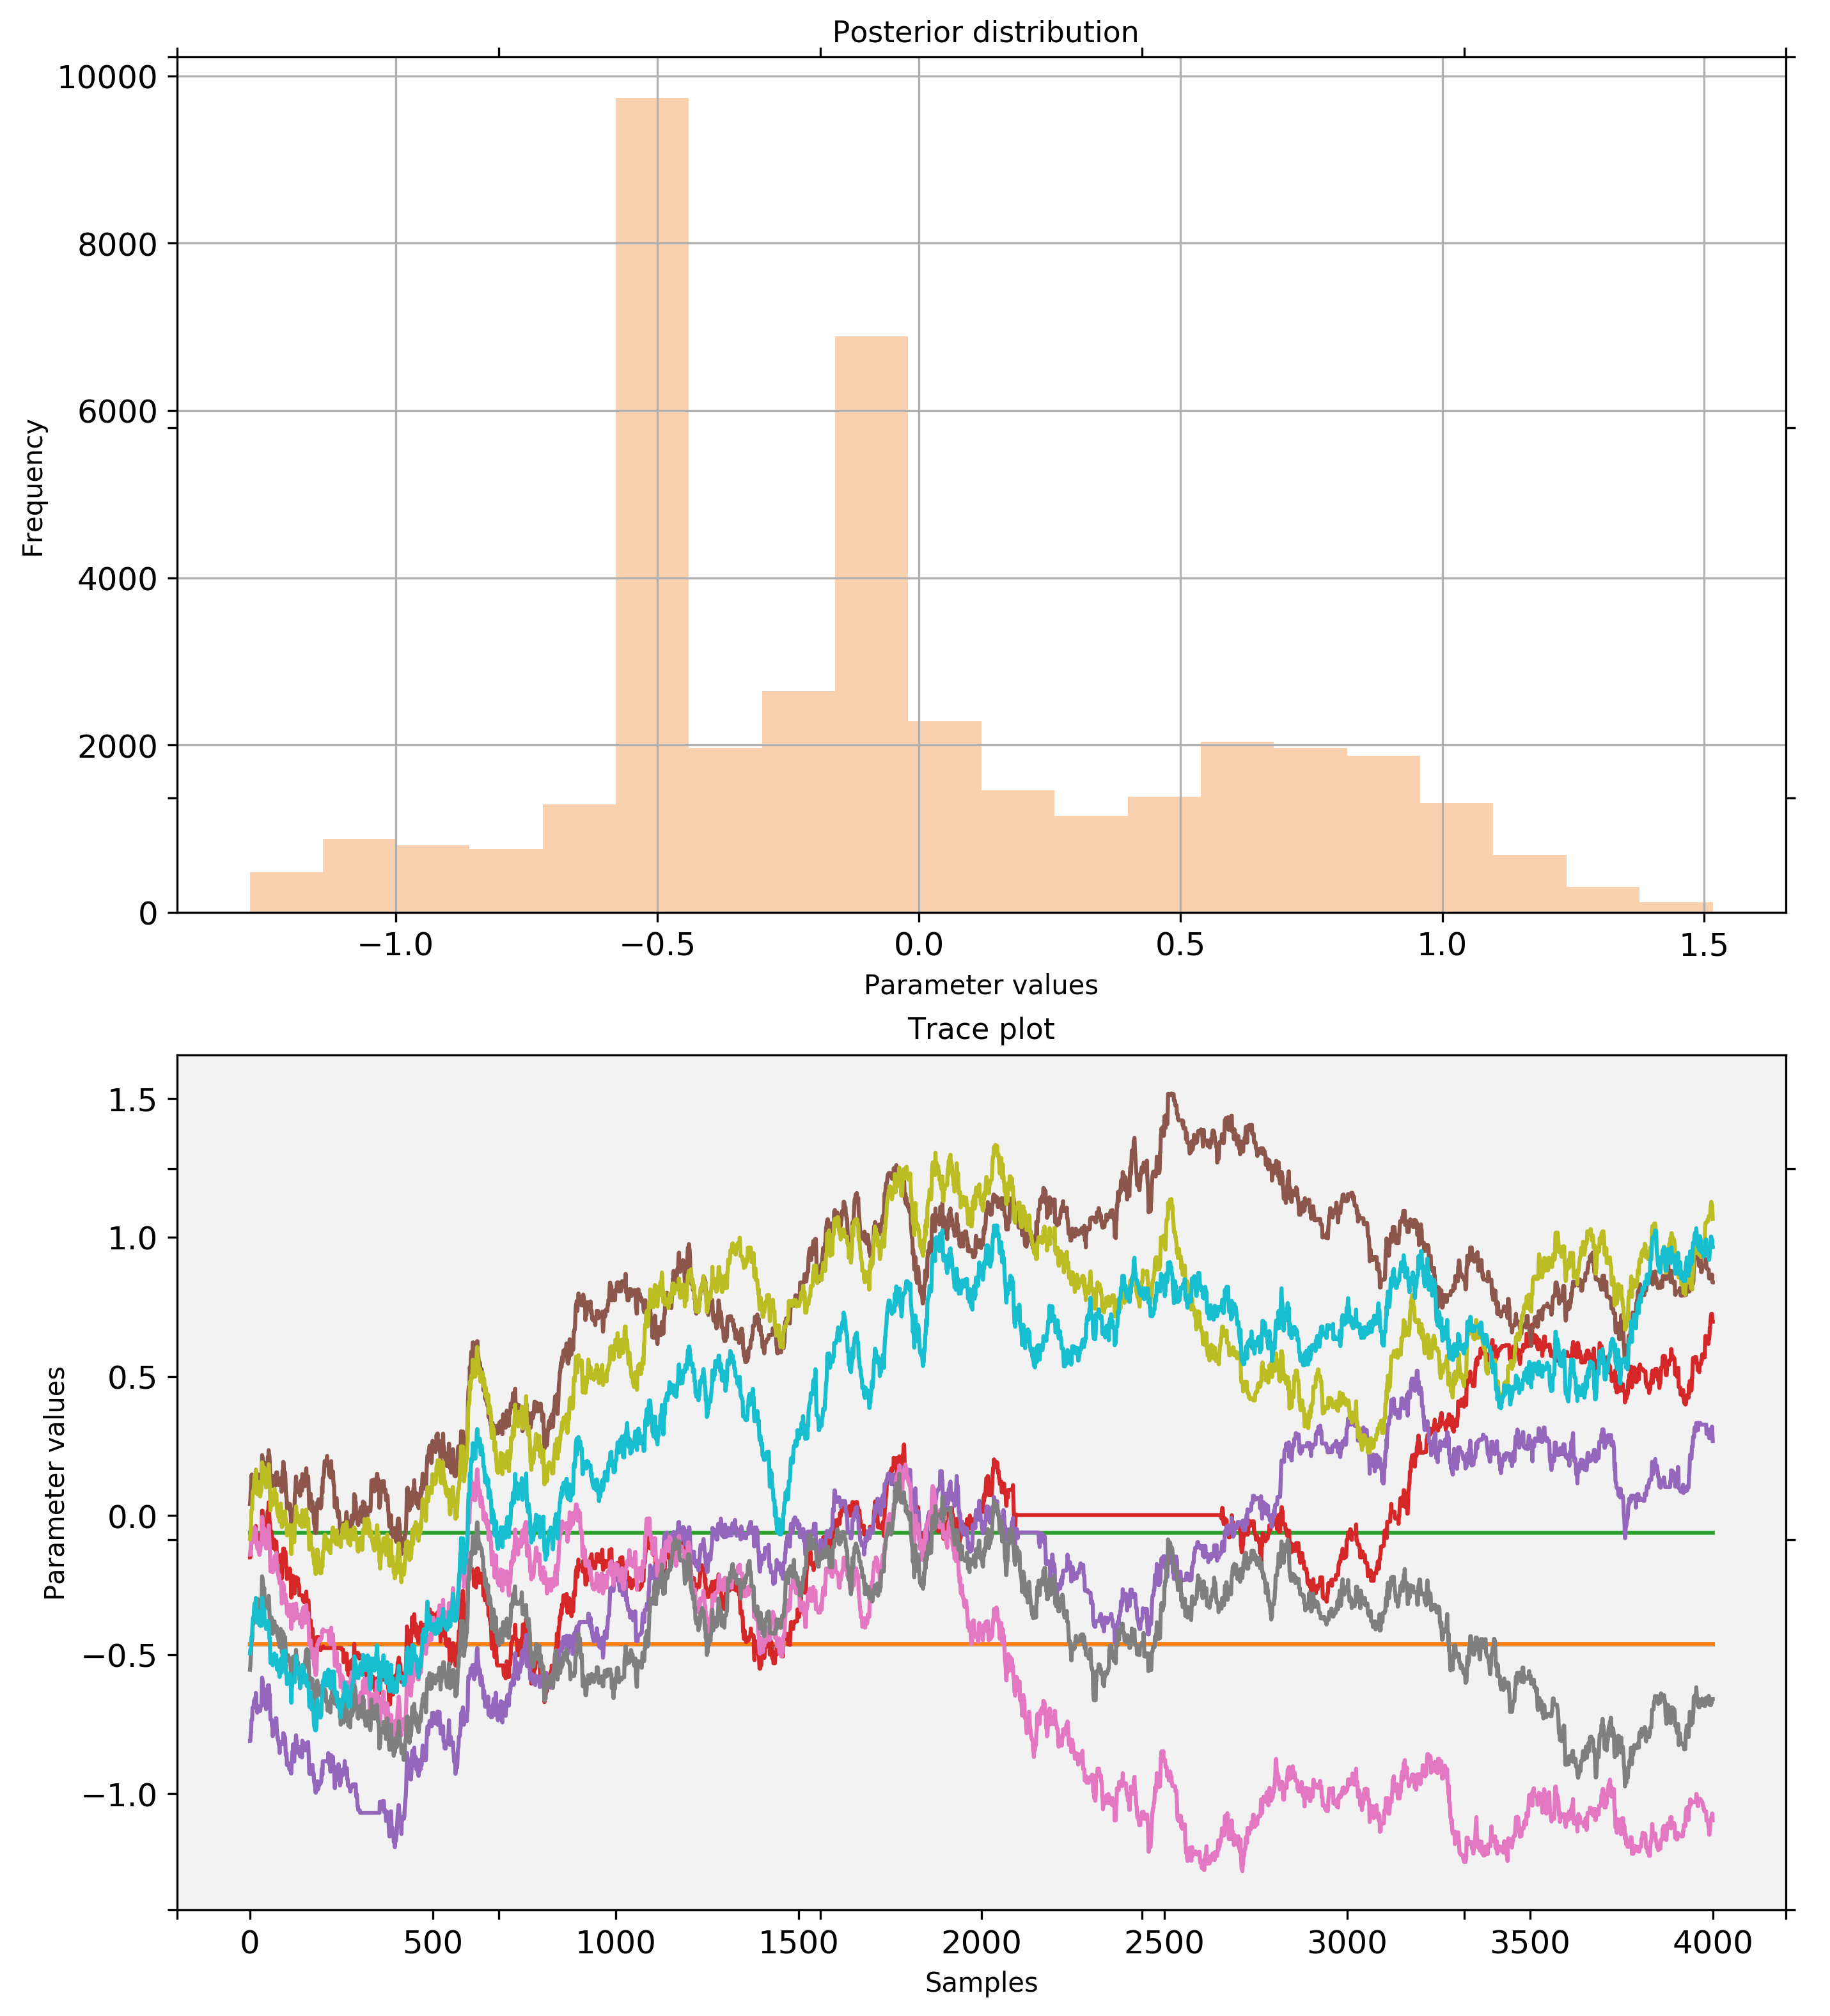 Posterior distribution
10000
8000
6000
4000
2000
0
Frequency
−1.0 −0.5 0.0 0.5 1.0 1.5
Parameter values
Trace plot
1.5
1.0
0.5
0.0
−0.5
−1.0
Parameter values
0 500 1000 1500 2000 2500 3000 3500 4000
Samples